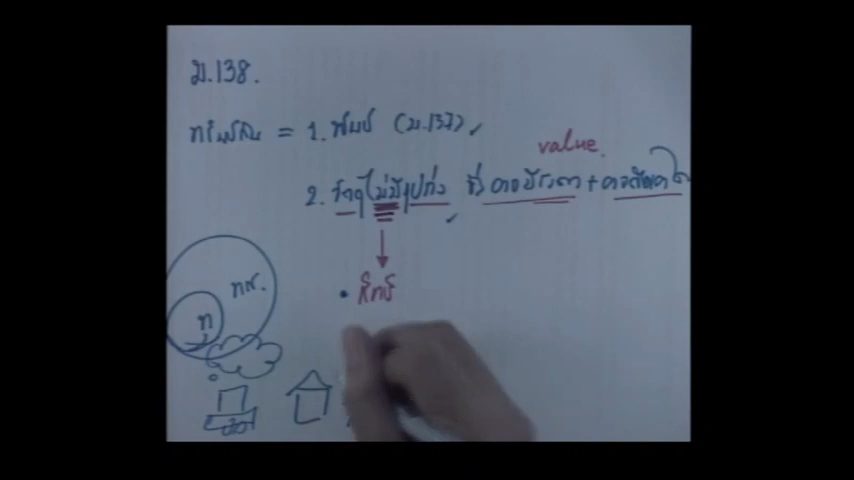 ม.138.
ทรัพย์สิน = 1. ทรัพย์ (ม.137)
value.
2. วัตถุไม่มีรูปร่าง ซึ่ง อาจมีราคา + อาจถือเอาได้
ทส.
• สิทธิ
ท